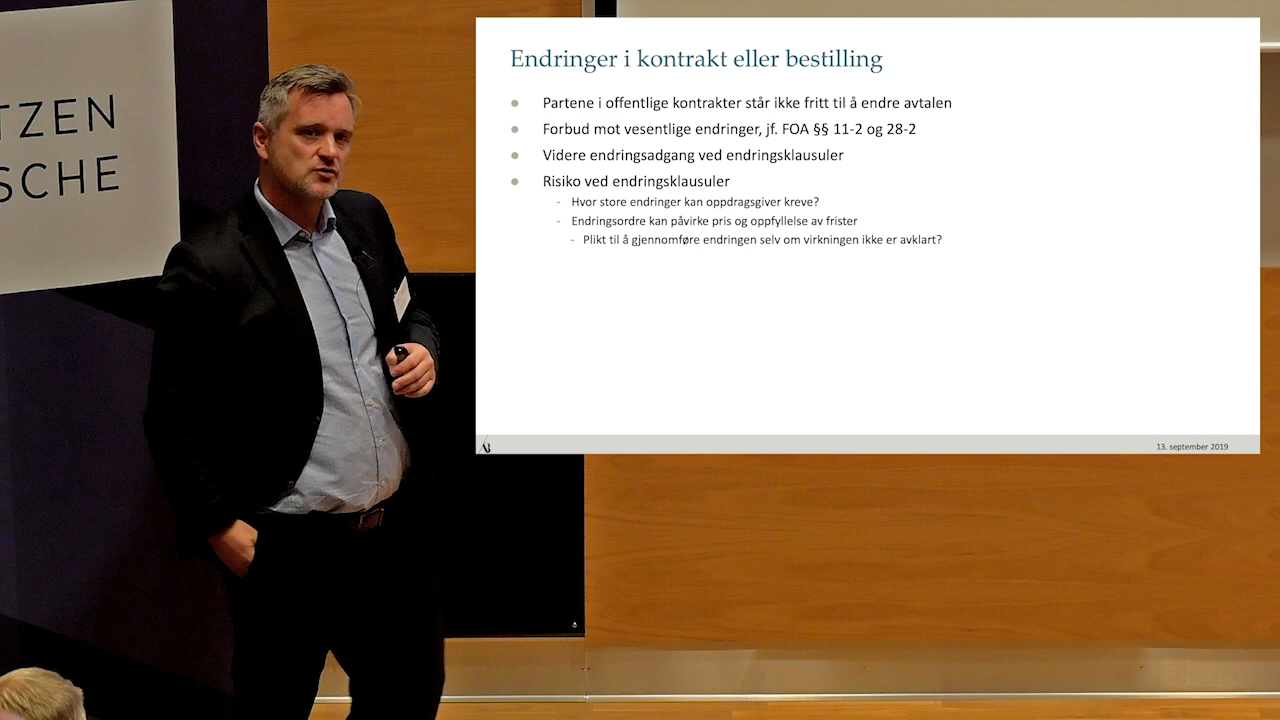 TZEN
SCHE
Endringer i kontrakt eller bestilling
● Partene i offentlige kontrakter står ikke fritt til å endre avtalen
● Forbud mot vesentlige endringer, jf. FOA §§ 11-2 og 28-2
● Videre endringsadgang ved endringsklausuler
● Risiko ved endringsklausuler
- Hvor store endringer kan oppdragsgiver kreve?
- Endringsordre kan påvirke pris og oppfyllelse av frister
- Plikt til å gjennomføre endringen selv om virkningen ikke er avklart?
AB
13. september 2019